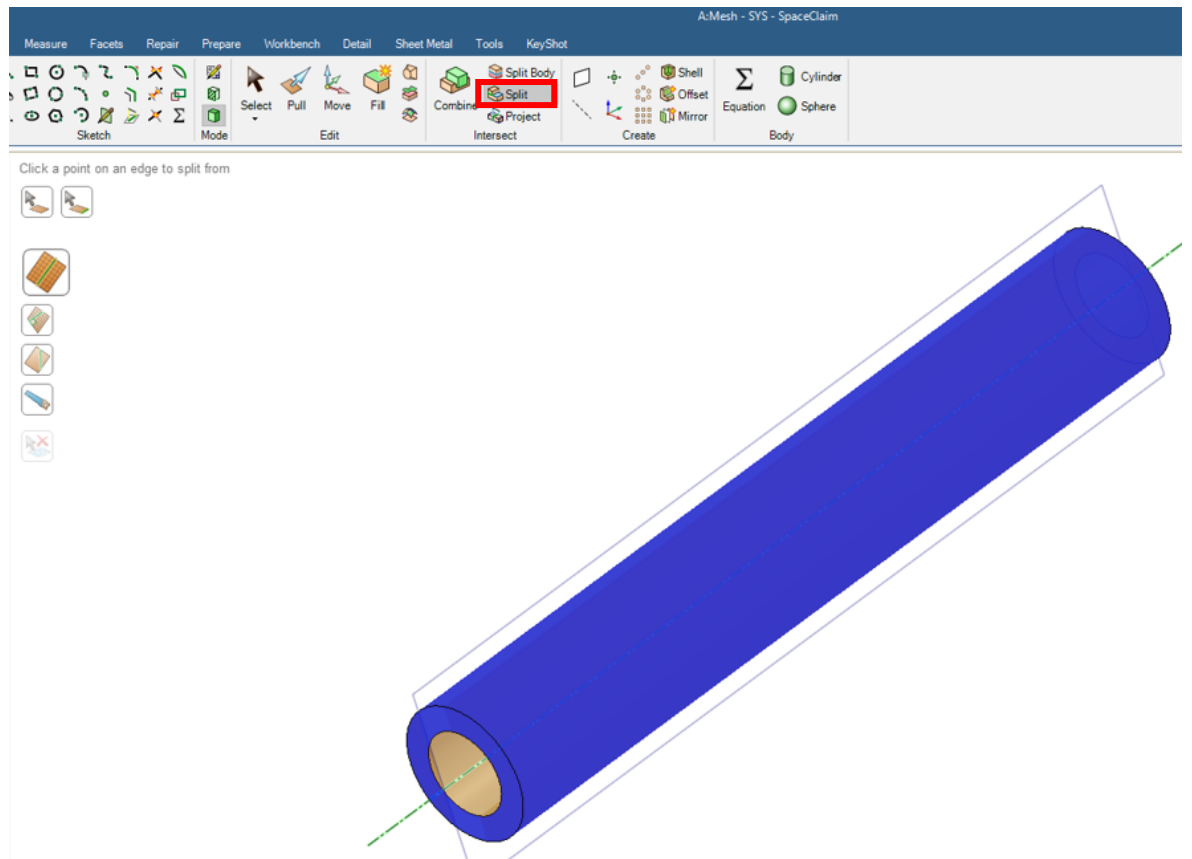 A:Mesh - SYS - SpaceClaim
Measure Facets Repair Prepare Workbench Detail Sheet Metal Tools KeyShot
Split Body Shell Cylinder
Split Offset
Select Pull Move Fill Combine Equation Sphere
Project Mirror
Sketch Mode Edit Intersect Create Body
Click a point on an edge to split from